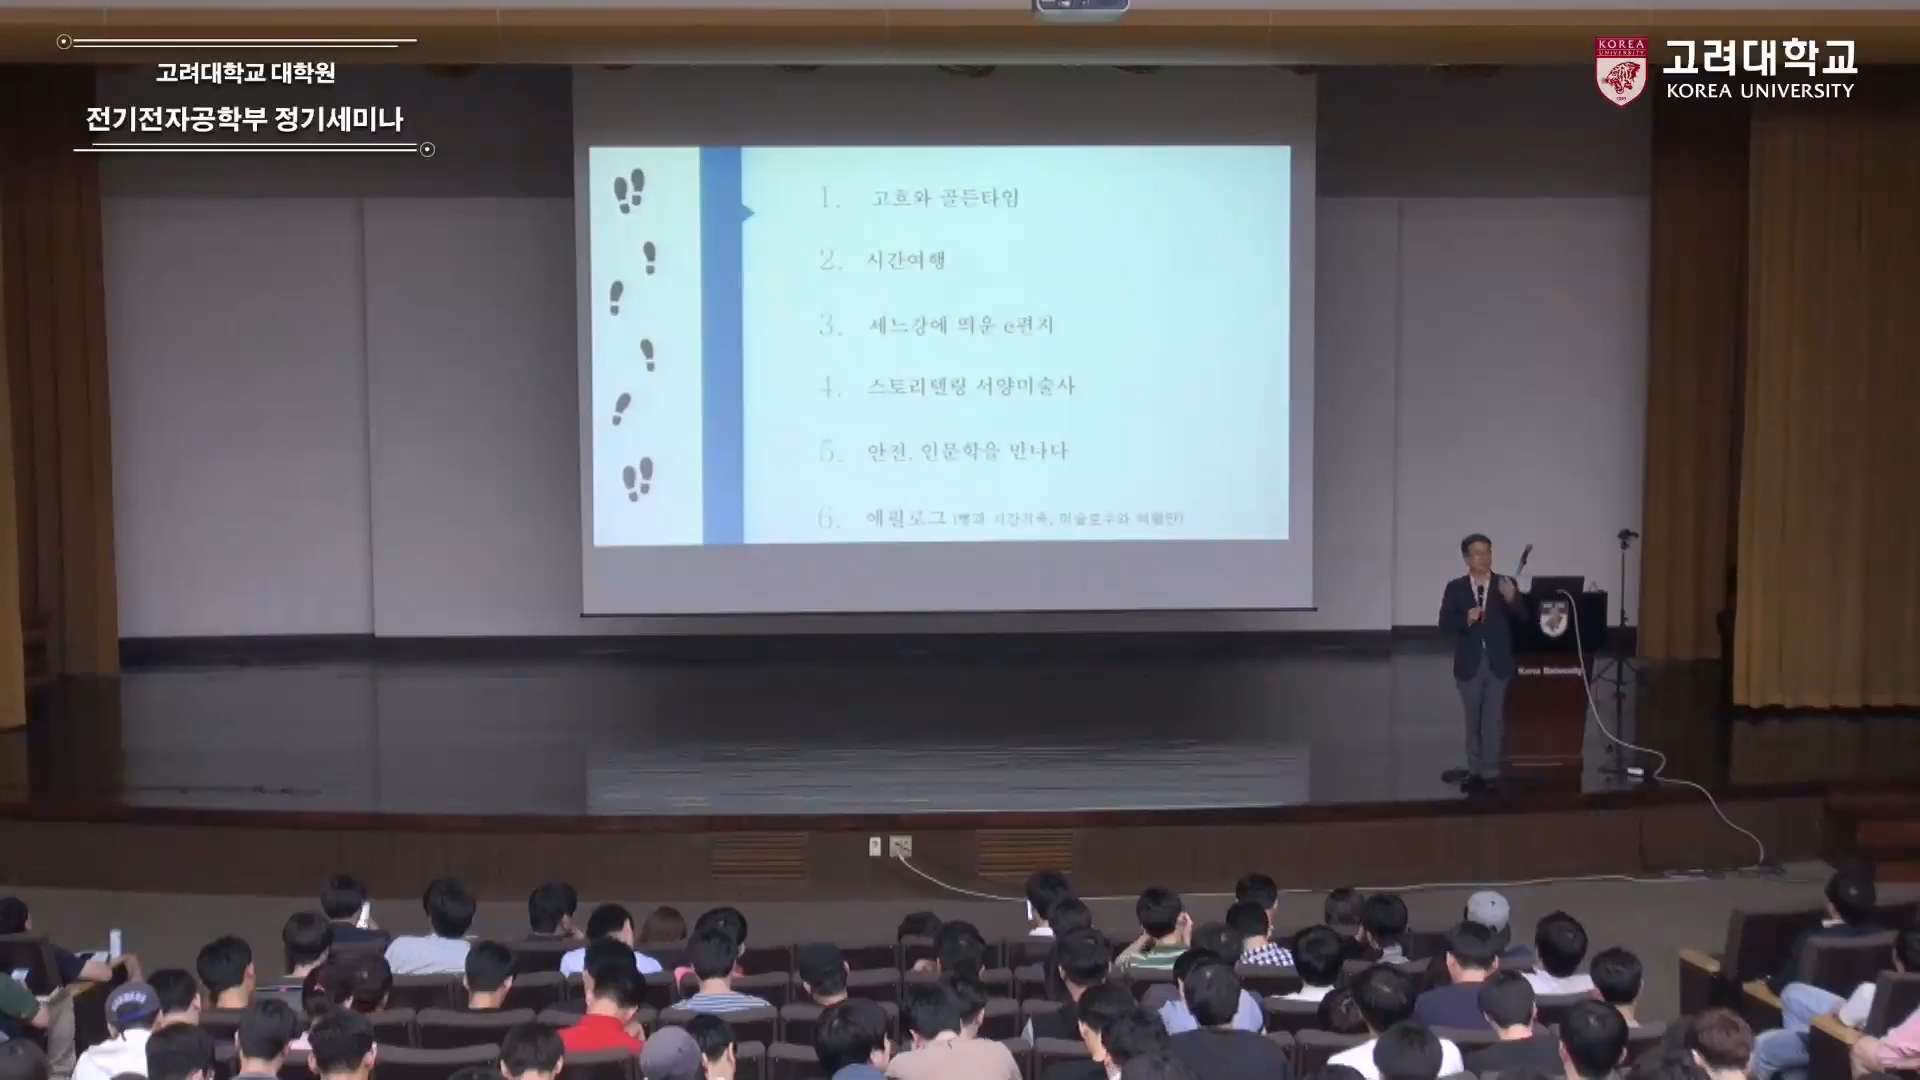 고려대학교 대학원
전기전자공학부 정기세미나
KOREA
UNIVERSITY
1905
고려대학교
KOREA UNIVERSITY
1. 고흐와 골든타임
2. 시간여행
3. 세느강에 띄운 e편지
4. 스토리텔링 서양미술사
5. 안전, 인문학을 만나다
6. 에필로그
Korea University